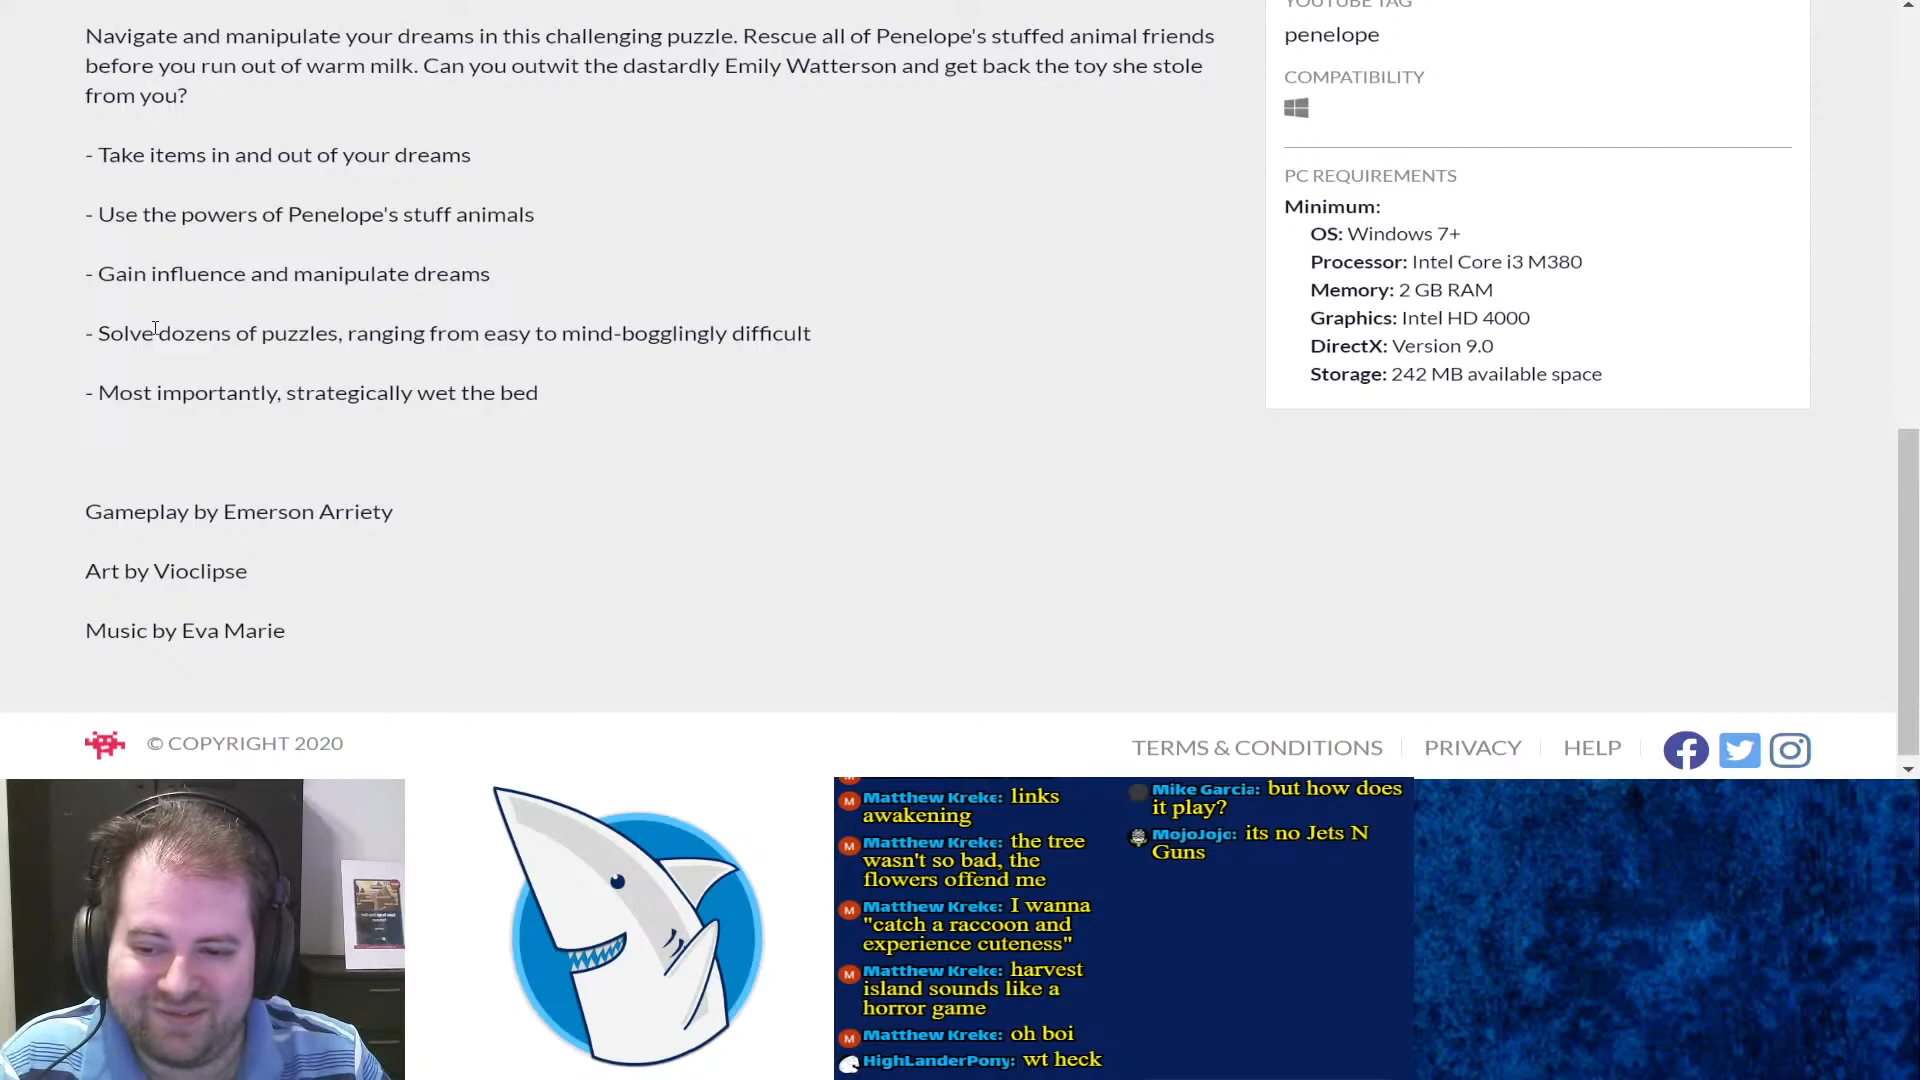 Navigate and manipulate your dreams in this challenging puzzle. Rescue all of Penelope's stuffed animal friends
before you run out of warm milk. Can you outwit the dastardly Emily Watterson and get back the toy she stole
from you?
- Take items in and out of your dreams
- Use the powers of Penelope's stuff animals
- Gain influence and manipulate dreams
- Solve dozens of puzzles, ranging from easy to mind-bogglingly difficult
- Most importantly, strategically wet the bed
Gameplay by Emerson Arriety
Art by Vioclipse
Music by Eva Marie
YOUTUBE TAG
penelope
COMPATIBILITY
PC REQUIREMENTS
Minimum:
OS: Windows 7+
Processor: Intel Core i3 M380
Memory: 2 GB RAM
Graphics: Intel HD 4000
DirectX: Version 9.0
Storage: 242 MB available space
© COPYRIGHT 2020
TERMS & CONDITIONS
PRIVACY
HELP
M Matthew Kreke: links
awakening
M Matthew Kreke: the tree
wasn't so bad, the
flowers offend me
M Matthew Kreke: I wanna
"catch a raccoon and
experience cuteness"
M Matthew Kreke: harvest
island sounds like a
horror game
M Matthew Kreke: oh boi
HighLanderPony: wt heck
Mike Garcia: but how does
it play?
MojoJojo: its no Jets N
Guns